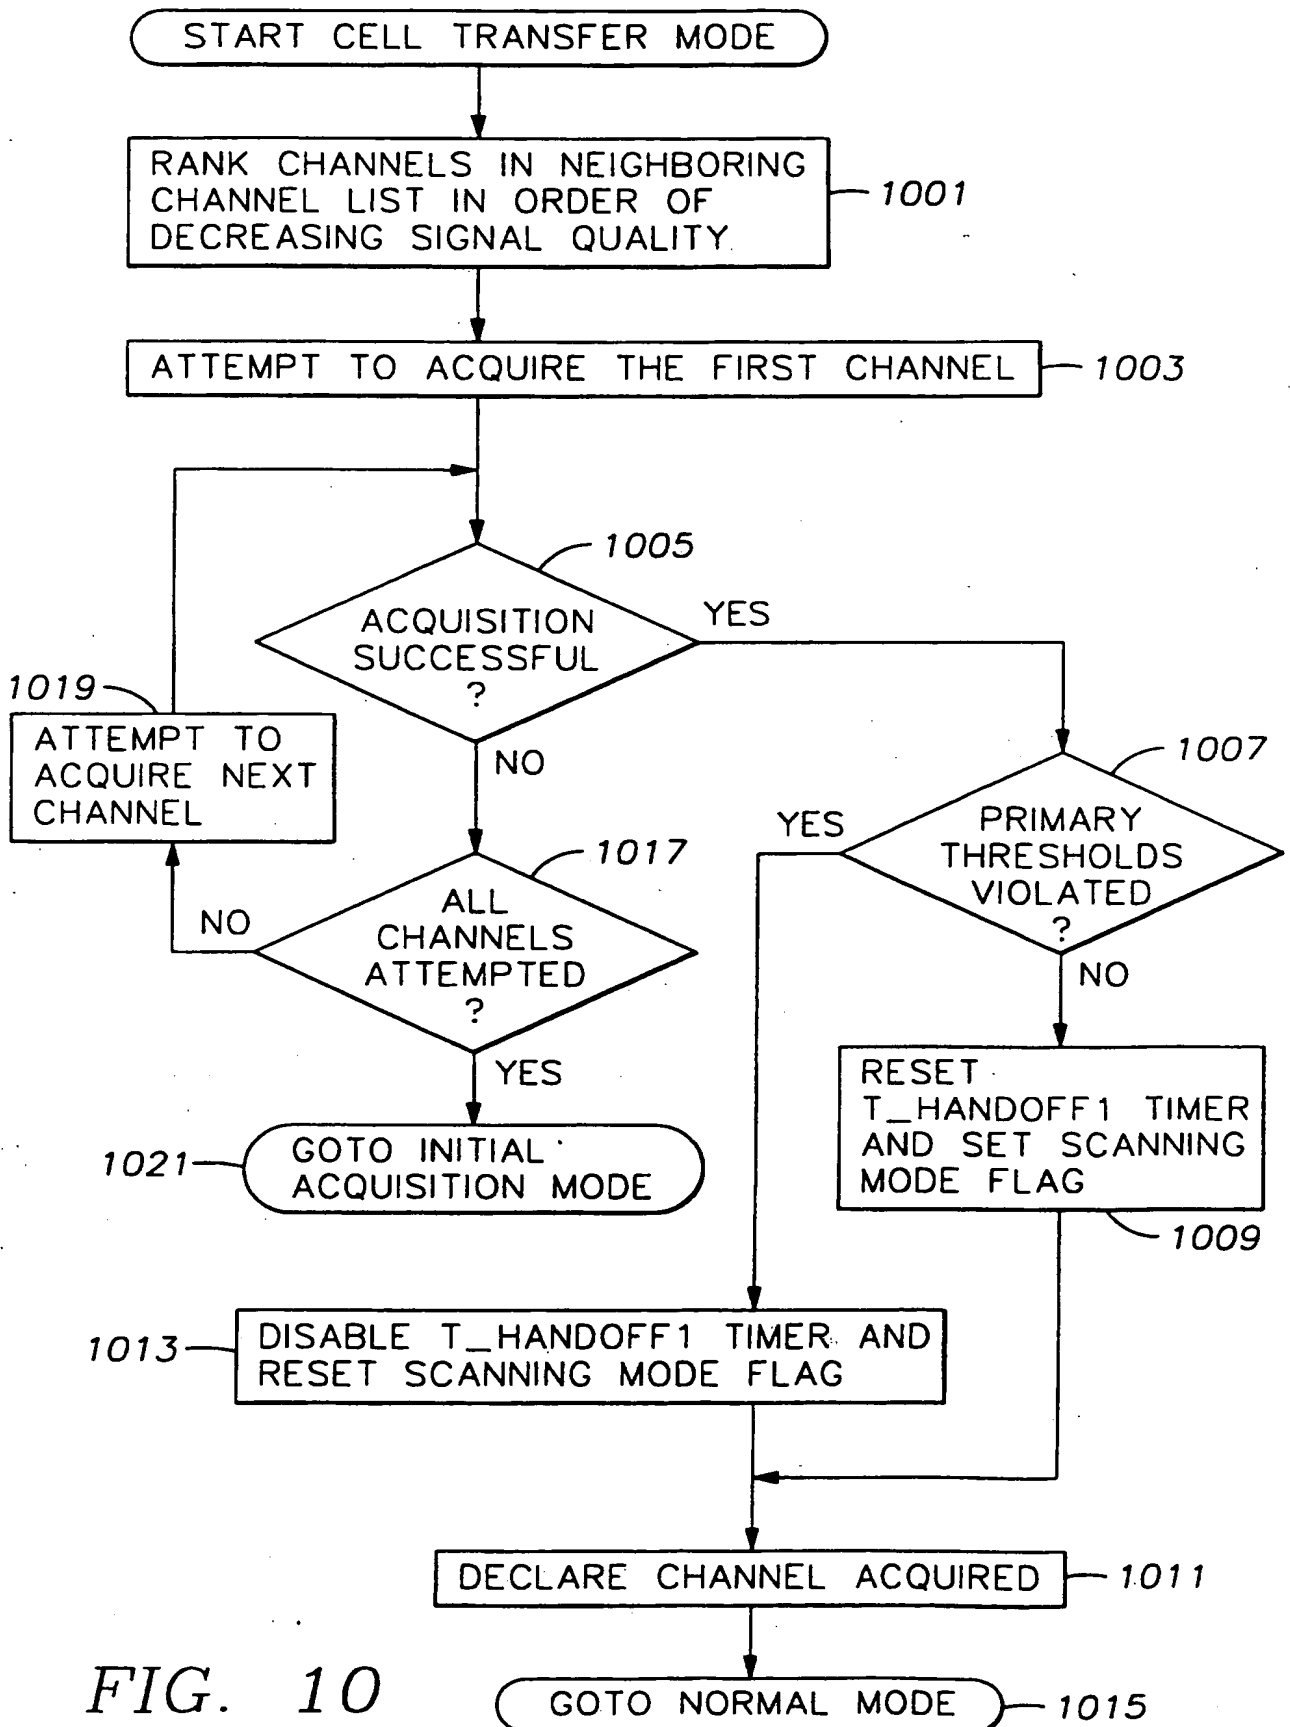 START CELL TRANSFER MODE
RANK CHANNELS IN NEIGHBORING
CHANNEL LIST IN ORDER OF
DECREASING SIGNAL QUALITY
1001
ATTEMPT TO ACQUIRE THE FIRST CHANNEL
1003
1005
ACQUISITION
SUCCESSFUL
?
YES
NO
1019
ATTEMPT TO
ACQUIRE NEXT
CHANNEL
1007
PRIMARY
THRESHOLDS
VIOLATED
?
YES
NO
1017
ALL
CHANNELS
ATTEMPTED
?
NO
YES
RESET
T_HANDOFF1 TIMER
AND SET SCANNING
MODE FLAG
1009
1021
GOTO INITIAL
ACQUISITION MODE
1013
DISABLE T_HANDOFF1 TIMER AND
RESET SCANNING MODE FLAG
DECLARE CHANNEL ACQUIRED
1011
GOTO NORMAL MODE
1015
FIG. 10